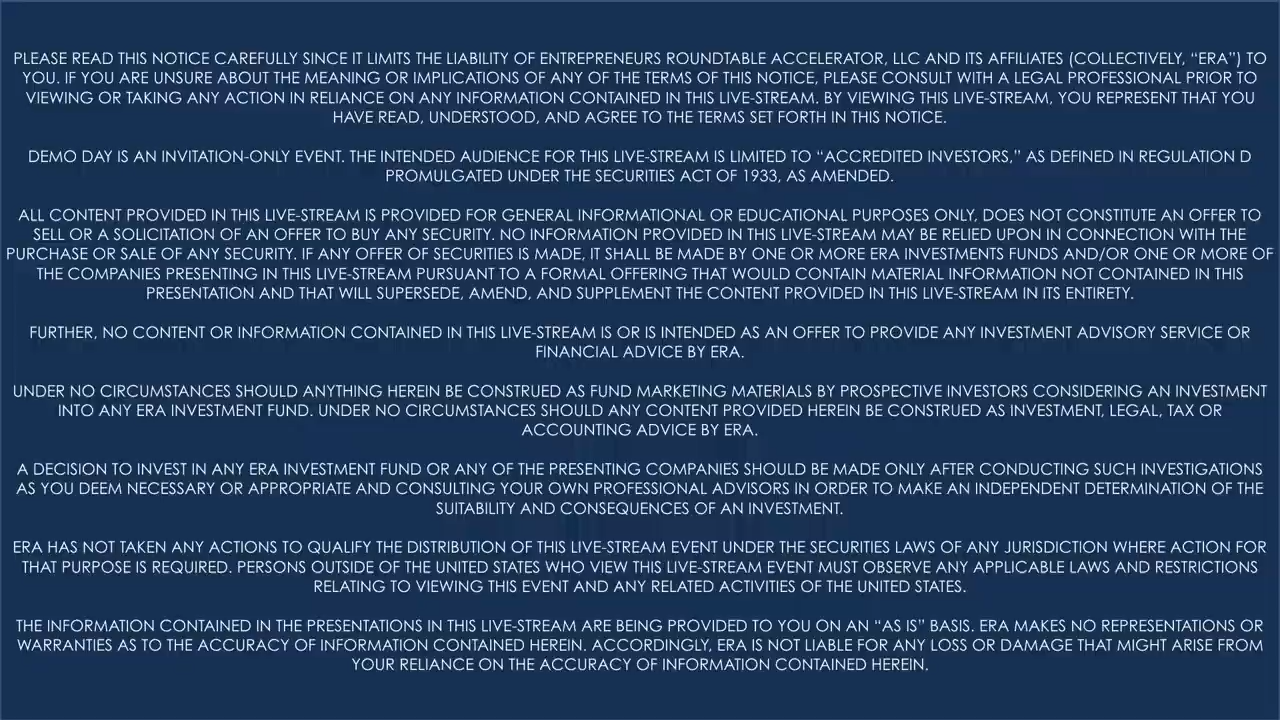 PLEASE READ THIS NOTICE CAREFULLY SINCE IT LIMITS THE LIABILITY OF ENTREPRENEURS ROUNDTABLE ACCELERATOR, LLC AND ITS AFFILIATES (COLLECTIVELY, “ERA”) TO
YOU. IF YOU ARE UNSURE ABOUT THE MEANING OR IMPLICATIONS OF ANY OF THE TERMS OF THIS NOTICE, PLEASE CONSULT WITH A LEGAL PROFESSIONAL PRIOR TO
VIEWING OR TAKING ANY ACTION IN RELIANCE ON ANY INFORMATION CONTAINED IN THIS LIVE-STREAM. BY VIEWING THIS LIVE-STREAM, YOU REPRESENT THAT YOU
HAVE READ, UNDERSTOOD, AND AGREE TO THE TERMS SET FORTH IN THIS NOTICE.
DEMO DAY IS AN INVITATION-ONLY EVENT. THE INTENDED AUDIENCE FOR THIS LIVE-STREAM IS LIMITED TO “ACCREDITED INVESTORS,” AS DEFINED IN REGULATION D
PROMULGATED UNDER THE SECURITIES ACT OF 1933, AS AMENDED.
ALL CONTENT PROVIDED IN THIS LIVE-STREAM IS PROVIDED FOR GENERAL INFORMATIONAL OR EDUCATIONAL PURPOSES ONLY, DOES NOT CONSTITUTE AN OFFER TO
SELL OR A SOLICITATION OF AN OFFER TO BUY ANY SECURITY. NO INFORMATION PROVIDED IN THIS LIVE-STREAM MAY BE RELIED UPON IN CONNECTION WITH THE
PURCHASE OR SALE OF ANY SECURITY. IF ANY OFFER OF SECURITIES IS MADE, IT SHALL BE MADE BY ONE OR MORE ERA INVESTMENTS FUNDS AND/OR ONE OR MORE OF
THE COMPANIES PRESENTING IN THIS LIVE-STREAM PURSUANT TO A FORMAL OFFERING THAT WOULD CONTAIN MATERIAL INFORMATION NOT CONTAINED IN THIS
PRESENTATION AND THAT WILL SUPERSEDE, AMEND, AND SUPPLEMENT THE CONTENT PROVIDED IN THIS LIVE-STREAM IN ITS ENTIRETY.
FURTHER, NO CONTENT OR INFORMATION CONTAINED IN THIS LIVE-STREAM IS OR IS INTENDED AS AN OFFER TO PROVIDE ANY INVESTMENT ADVISORY SERVICE OR
FINANCIAL ADVICE BY ERA.
UNDER NO CIRCUMSTANCES SHOULD ANYTHING HEREIN BE CONSTRUED AS FUND MARKETING MATERIALS BY PROSPECTIVE INVESTORS CONSIDERING AN INVESTMENT
INTO ANY ERA INVESTMENT FUND. UNDER NO CIRCUMSTANCES SHOULD ANY CONTENT PROVIDED HEREIN BE CONSTRUED AS INVESTMENT, LEGAL, TAX OR
ACCOUNTING ADVICE BY ERA.
A DECISION TO INVEST IN ANY ERA INVESTMENT FUND OR ANY OF THE PRESENTING COMPANIES SHOULD BE MADE ONLY AFTER CONDUCTING SUCH INVESTIGATIONS
AS YOU DEEM NECESSARY OR APPROPRIATE AND CONSULTING YOUR OWN PROFESSIONAL ADVISORS IN ORDER TO MAKE AN INDEPENDENT DETERMINATION OF THE
SUITABILITY AND CONSEQUENCES OF AN INVESTMENT.
ERA HAS NOT TAKEN ANY ACTIONS TO QUALIFY THE DISTRIBUTION OF THIS LIVE-STREAM EVENT UNDER THE SECURITIES LAWS OF ANY JURISDICTION WHERE ACTION FOR
THAT PURPOSE IS REQUIRED. PERSONS OUTSIDE OF THE UNITED STATES WHO VIEW THIS LIVE-STREAM EVENT MUST OBSERVE ANY APPLICABLE LAWS AND RESTRICTIONS
RELATING TO VIEWING THIS EVENT AND ANY RELATED ACTIVITIES OF THE UNITED STATES.
THE INFORMATION CONTAINED IN THE PRESENTATIONS IN THIS LIVE-STREAM ARE BEING PROVIDED TO YOU ON AN “AS IS” BASIS. ERA MAKES NO REPRESENTATIONS OR
WARRANTIES AS TO THE ACCURACY OF INFORMATION CONTAINED HEREIN. ACCORDINGLY, ERA IS NOT LIABLE FOR ANY LOSS OR DAMAGE THAT MIGHT ARISE FROM
YOUR RELIANCE ON THE ACCURACY OF INFORMATION CONTAINED HEREIN.